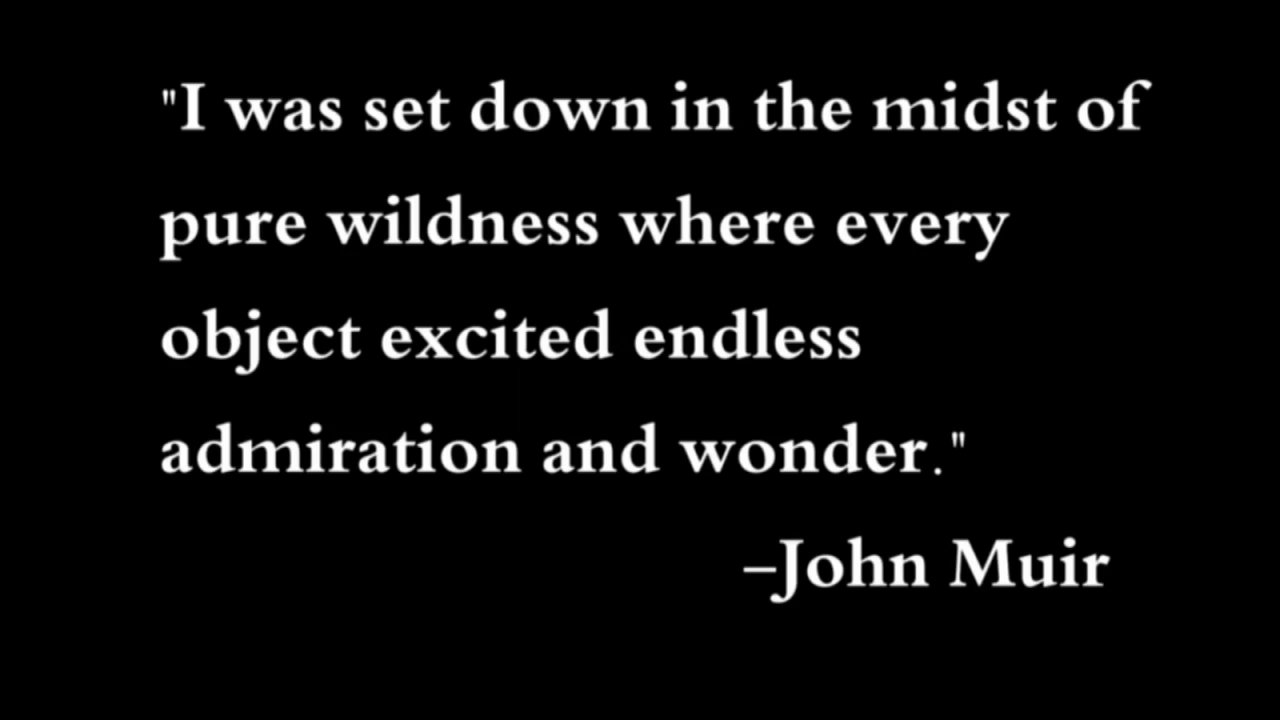 "I was set down in the midst of
pure wildness where every
object excited endless
admiration and wonder."
–John Muir